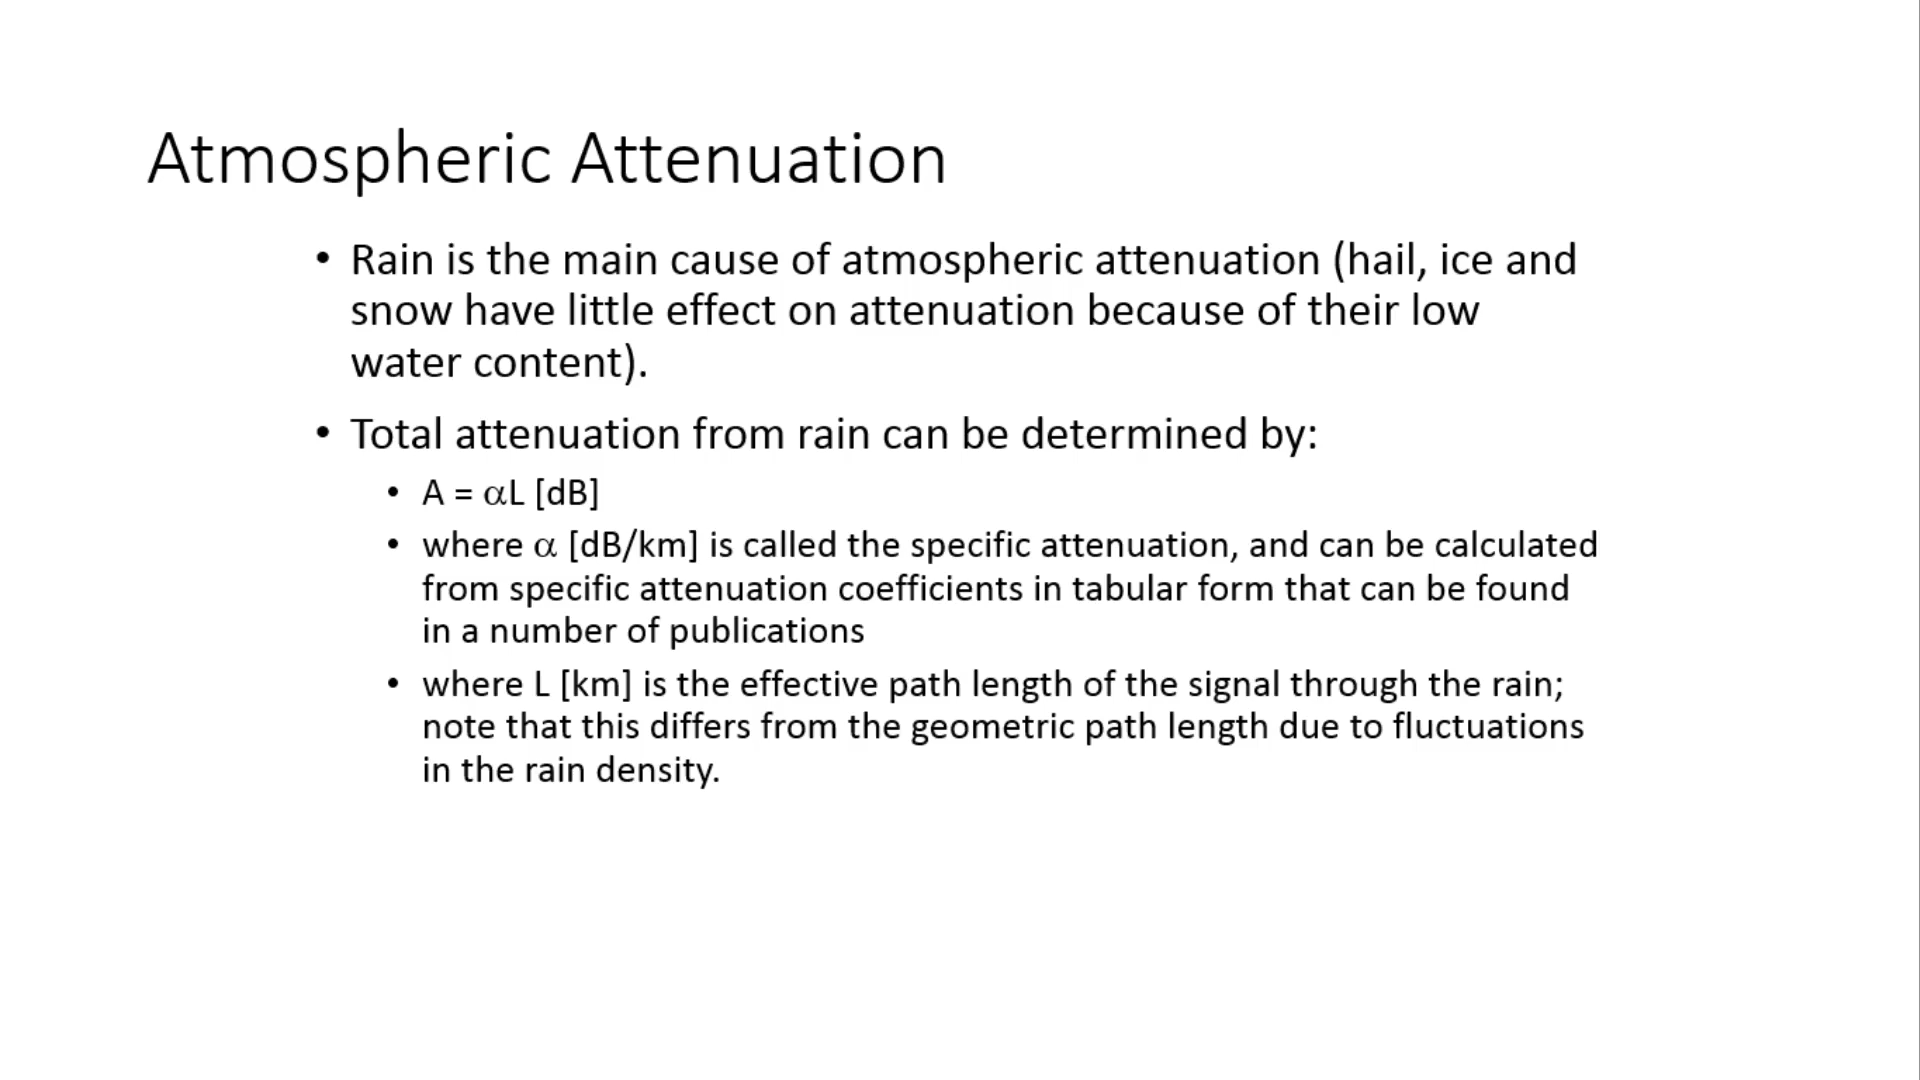 Atmospheric Attenuation
• Rain is the main cause of atmospheric attenuation (hail, ice and
snow have little effect on attenuation because of their low
water content).
• Total attenuation from rain can be determined by:
• A = αL [dB]
• where α [dB/km] is called the specific attenuation, and can be calculated
from specific attenuation coefficients in tabular form that can be found
in a number of publications
• where L [km] is the effective path length of the signal through the rain;
note that this differs from the geometric path length due to fluctuations
in the rain density.